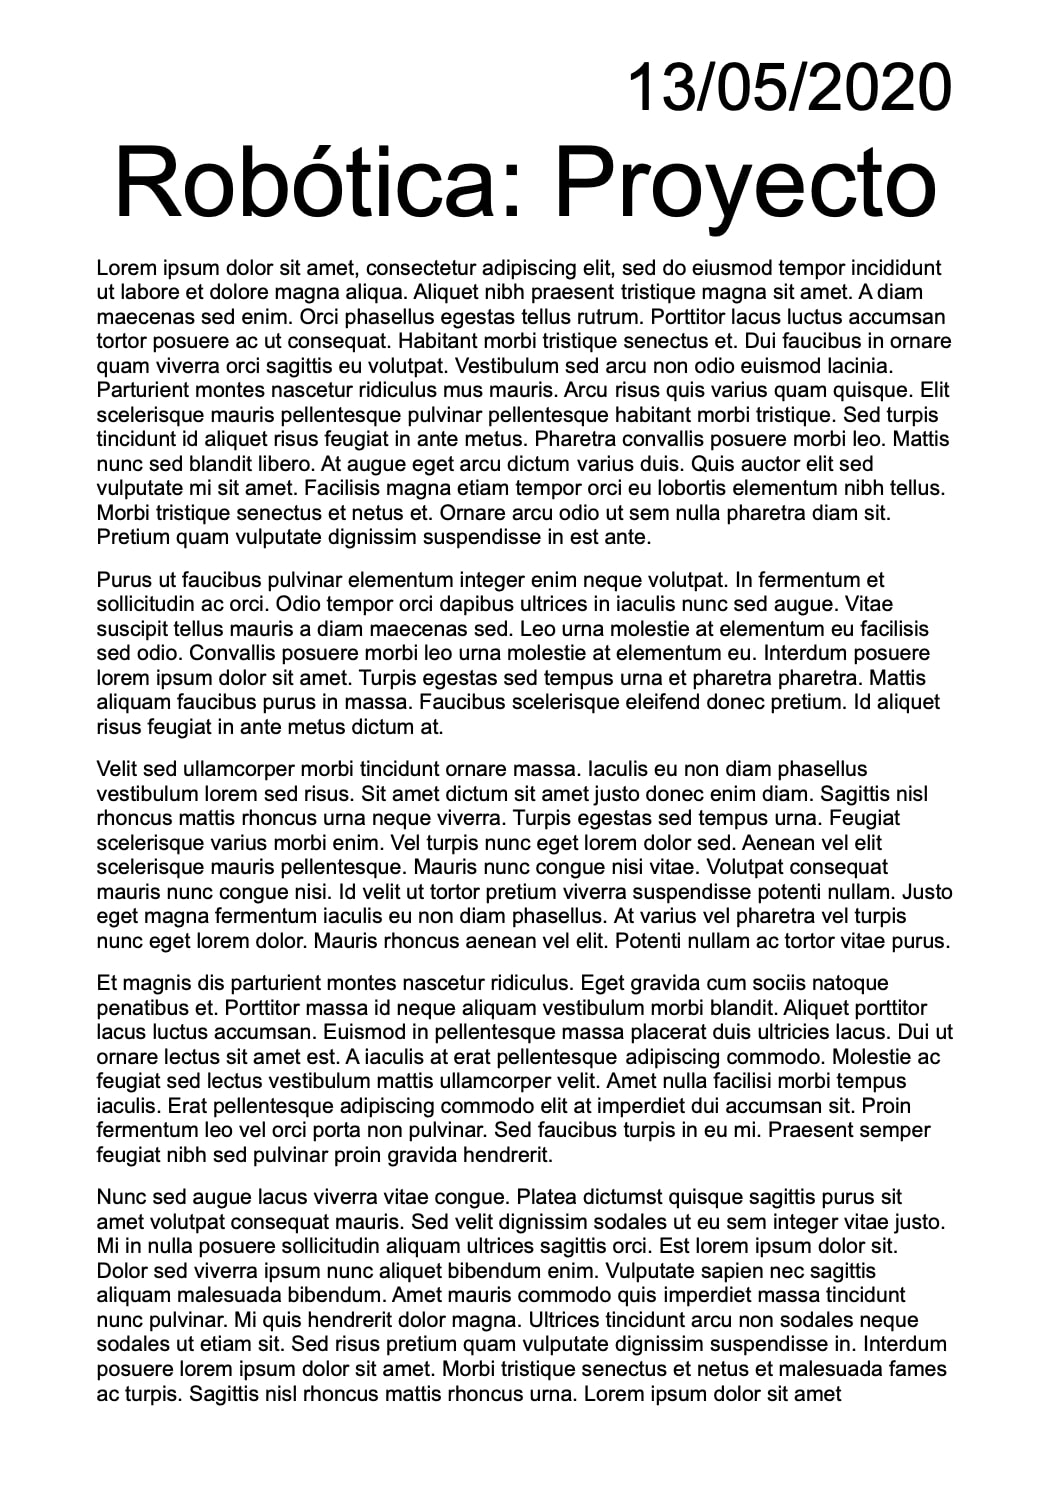 13/05/2020
Robótica: Proyecto
Lorem ipsum dolor sit amet, consectetur adipiscing elit, sed do eiusmod tempor incididunt
ut labore et dolore magna aliqua. Aliquet nibh praesent tristique magna sit amet. A diam
maecenas sed enim. Orci phasellus egestas tellus rutrum. Porttitor lacus luctus accumsan
tortor posuere ac ut consequat. Habitant morbi tristique senectus et. Dui faucibus in ornare
quam viverra orci sagittis eu volutpat. Vestibulum sed arcu non odio euismod lacinia.
Parturient montes nascetur ridiculus mus mauris. Arcu risus quis varius quam quisque. Elit
scelerisque mauris pellentesque pulvinar pellentesque habitant morbi tristique. Sed turpis
tincidunt id aliquet risus feugiat in ante metus. Pharetra convallis posuere morbi leo. Mattis
nunc sed blandit libero. At augue eget arcu dictum varius duis. Quis auctor elit sed
vulputate mi sit amet. Facilisis magna etiam tempor orci eu lobortis elementum nibh tellus.
Morbi tristique senectus et netus et. Ornare arcu odio ut sem nulla pharetra diam sit.
Pretium quam vulputate dignissim suspendisse in est ante.
Purus ut faucibus pulvinar elementum integer enim neque volutpat. In fermentum et
sollicitudin ac orci. Odio tempor orci dapibus ultrices in iaculis nunc sed augue. Vitae
suscipit tellus mauris a diam maecenas sed. Leo urna molestie at elementum eu facilisis
sed odio. Convallis posuere morbi leo urna molestie at elementum eu. Interdum posuere
lorem ipsum dolor sit amet. Turpis egestas sed tempus urna et pharetra pharetra. Mattis
aliquam faucibus purus in massa. Faucibus scelerisque eleifend donec pretium. Id aliquet
risus feugiat in ante metus dictum at.
Velit sed ullamcorper morbi tincidunt ornare massa. Iaculis eu non diam phasellus
vestibulum lorem sed risus. Sit amet dictum sit amet justo donec enim diam. Sagittis nisl
rhoncus mattis rhoncus urna neque viverra. Turpis egestas sed tempus urna. Feugiat
scelerisque varius morbi enim. Vel turpis nunc eget lorem dolor sed. Aenean vel elit
scelerisque mauris pellentesque. Mauris nunc congue nisi vitae. Volutpat consequat
mauris nunc congue nisi. Id velit ut tortor pretium viverra suspendisse potenti nullam. Justo
eget magna fermentum iaculis eu non diam phasellus. At varius vel pharetra vel turpis
nunc eget lorem dolor. Mauris rhoncus aenean vel elit. Potenti nullam ac tortor vitae purus.
Et magnis dis parturient montes nascetur ridiculus. Eget gravida cum sociis natoque
penatibus et. Porttitor massa id neque aliquam vestibulum morbi blandit. Aliquet porttitor
lacus luctus accumsan. Euismod in pellentesque massa placerat duis ultricies lacus. Dui ut
ornare lectus sit amet est. A iaculis at erat pellentesque adipiscing commodo. Molestie ac
feugiat sed lectus vestibulum mattis ullamcorper velit. Amet nulla facilisi morbi tempus
iaculis. Erat pellentesque adipiscing commodo elit at imperdiet dui accumsan sit. Proin
fermentum leo vel orci porta non pulvinar. Sed faucibus turpis in eu mi. Praesent semper
feugiat nibh sed pulvinar proin gravida hendrerit.
Nunc sed augue lacus viverra vitae congue. Platea dictumst quisque sagittis purus sit
amet volutpat consequat mauris. Sed velit dignissim sodales ut eu sem integer vitae justo.
Mi in nulla posuere sollicitudin aliquam ultrices sagittis orci. Est lorem ipsum dolor sit.
Dolor sed viverra ipsum nunc aliquet bibendum enim. Vulputate sapien nec sagittis
aliquam malesuada bibendum. Amet mauris commodo quis imperdiet massa tincidunt
nunc pulvinar. Mi quis hendrerit dolor magna. Ultrices tincidunt arcu non sodales neque
sodales ut etiam sit. Sed risus pretium quam vulputate dignissim suspendisse in. Interdum
posuere lorem ipsum dolor sit amet. Morbi tristique senectus et netus et malesuada fames
ac turpis. Sagittis nisl rhoncus mattis rhoncus urna. Lorem ipsum dolor sit amet